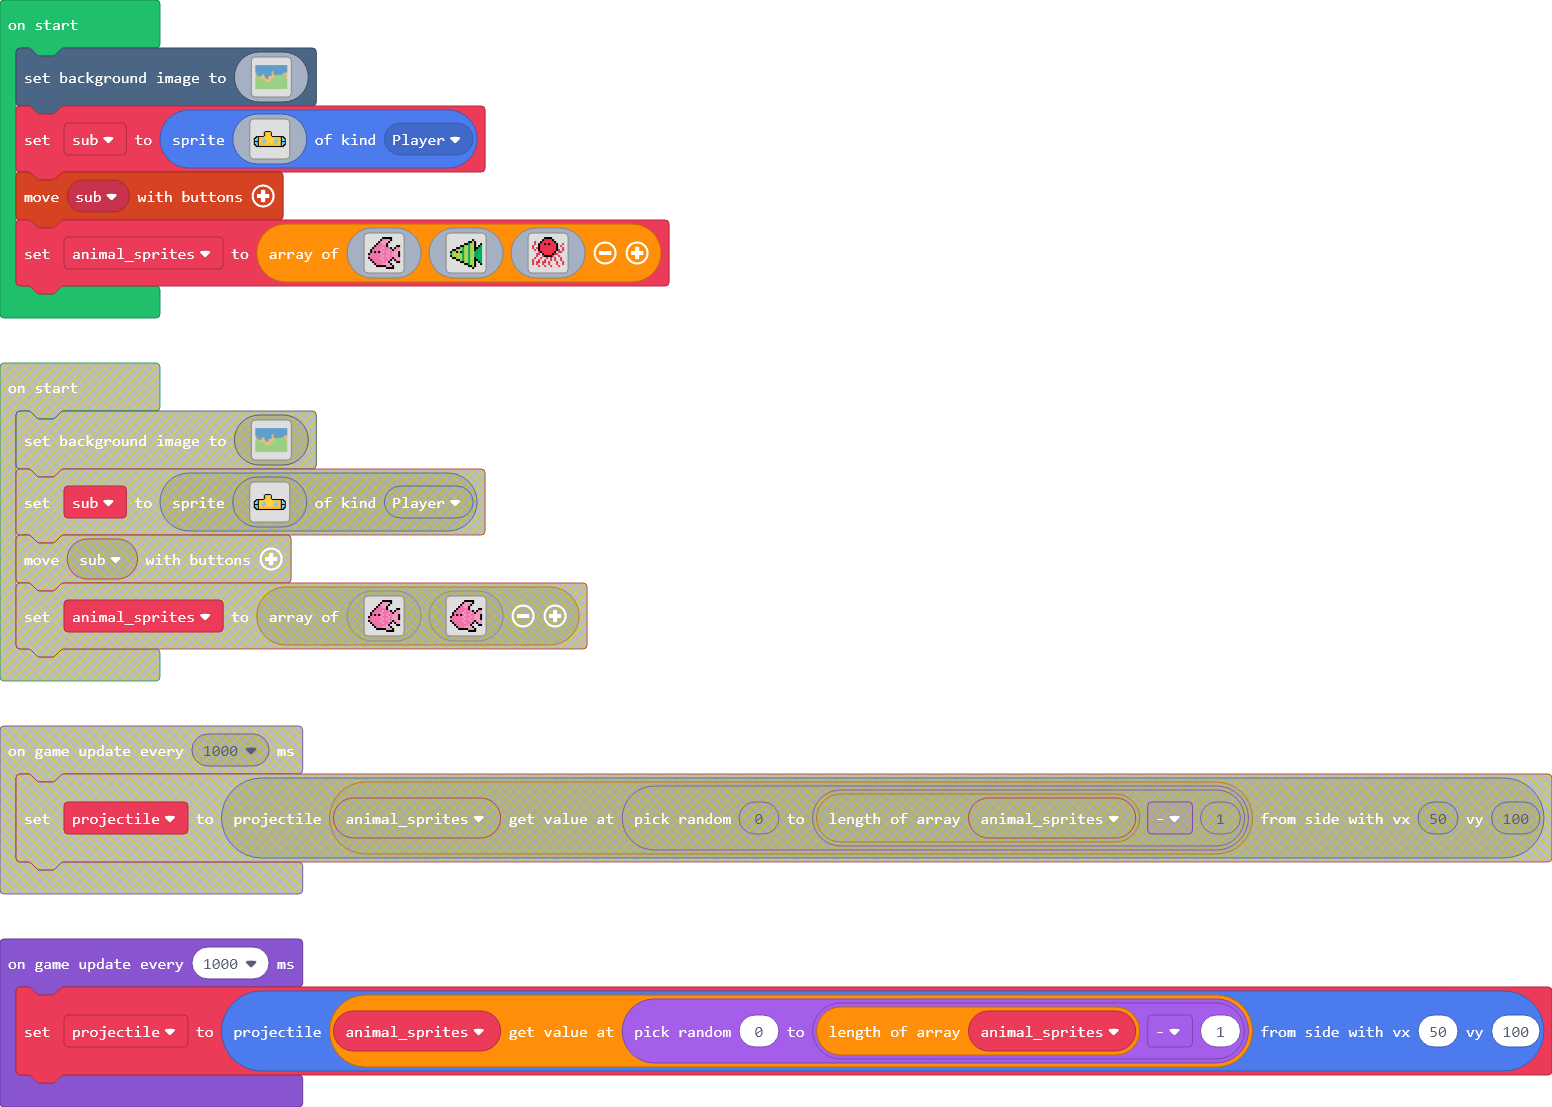 on start
set background image to
set sub to sprite of kind Player
move sub with buttons
set animal_sprites to array of
on start
set background image to
set sub to sprite of kind Player
move sub with buttons
set animal_sprites to array of
on game update every 1000 ms
set projectile to projectile animal_sprites get value at pick random 0 to length of array animal_sprites - 1 from side with vx 50 vy 100
on game update every 1000 ms
set projectile to projectile animal_sprites get value at pick random 0 to length of array animal_sprites - 1 from side with vx 50 vy 100